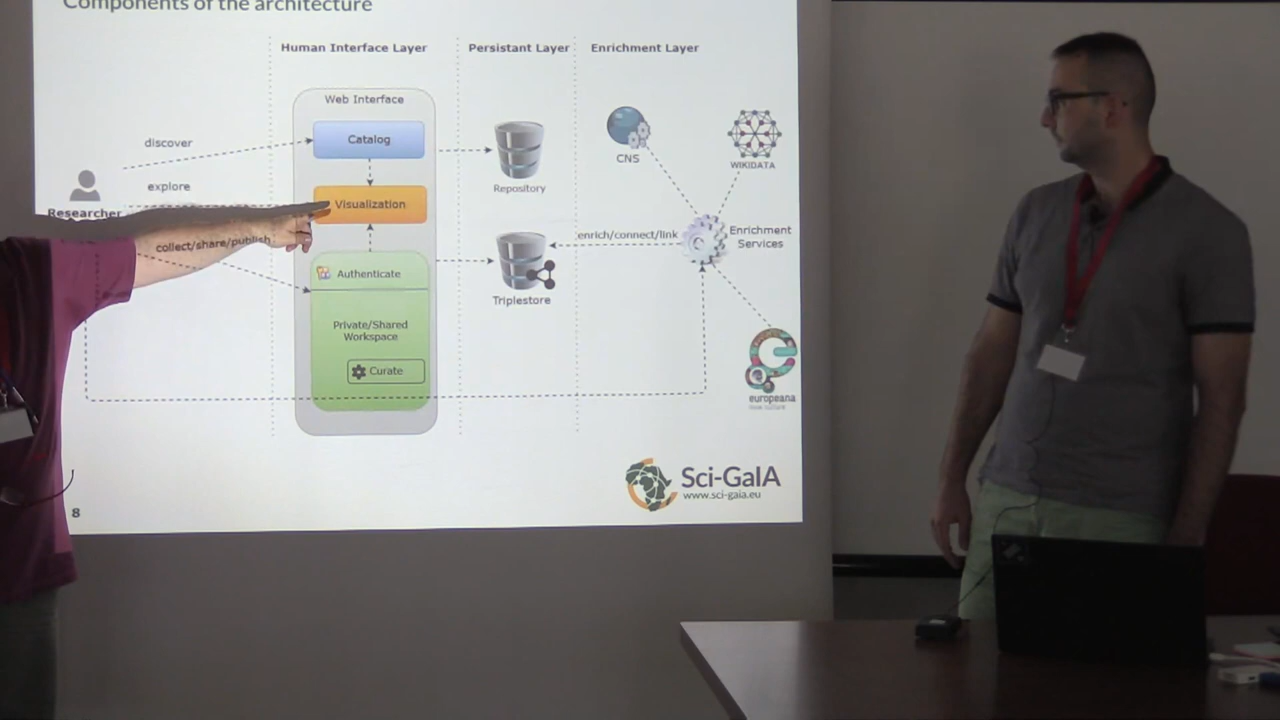 Components of the architecture
Human Interface Layer
Persistant Layer
Enrichment Layer
Web Interface
discover
Catalog
Repository
CNS
WIKIDATA
explore
Researcher
Visualization
collect/share/publish
Authenticate
Triplestore
enrich/connect/link
Enrichment
Services
Private/Shared
Workspace
Curate
europeana
Sci-GaIA
www.sci-gaia.eu
8